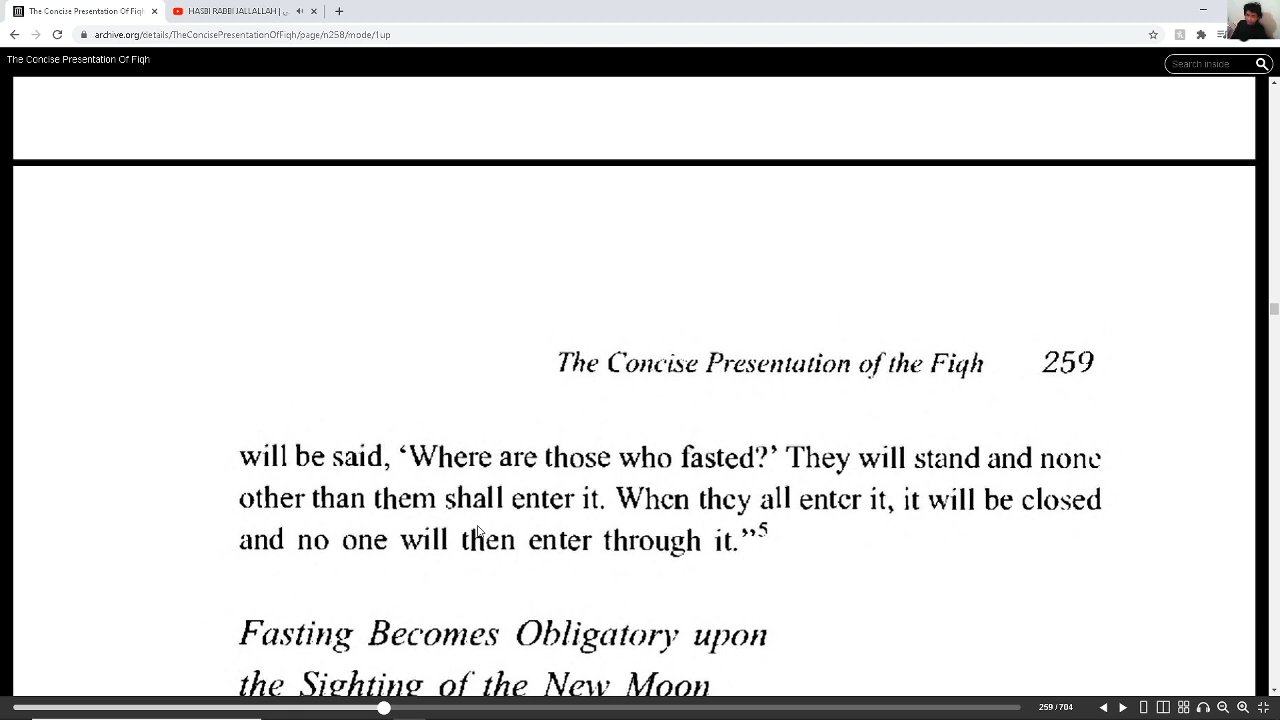 The Concise Presentation Of Fiqh
HASBI RABBI JALLALLAH |
archive.org/details/TheConcisePresentationOfFiqh/page/n258/mode/1up
The Concise Presentation Of Fiqh
Search inside
The Concise Presentation of the Fiqh 259
will be said, ‘Where are those who fasted?’ They will stand and none
other than them shall enter it. When they all enter it, it will be closed
and no one will then enter through it.”5
Fasting Becomes Obligatory upon
the Sighting of the New Moon
259 / 704